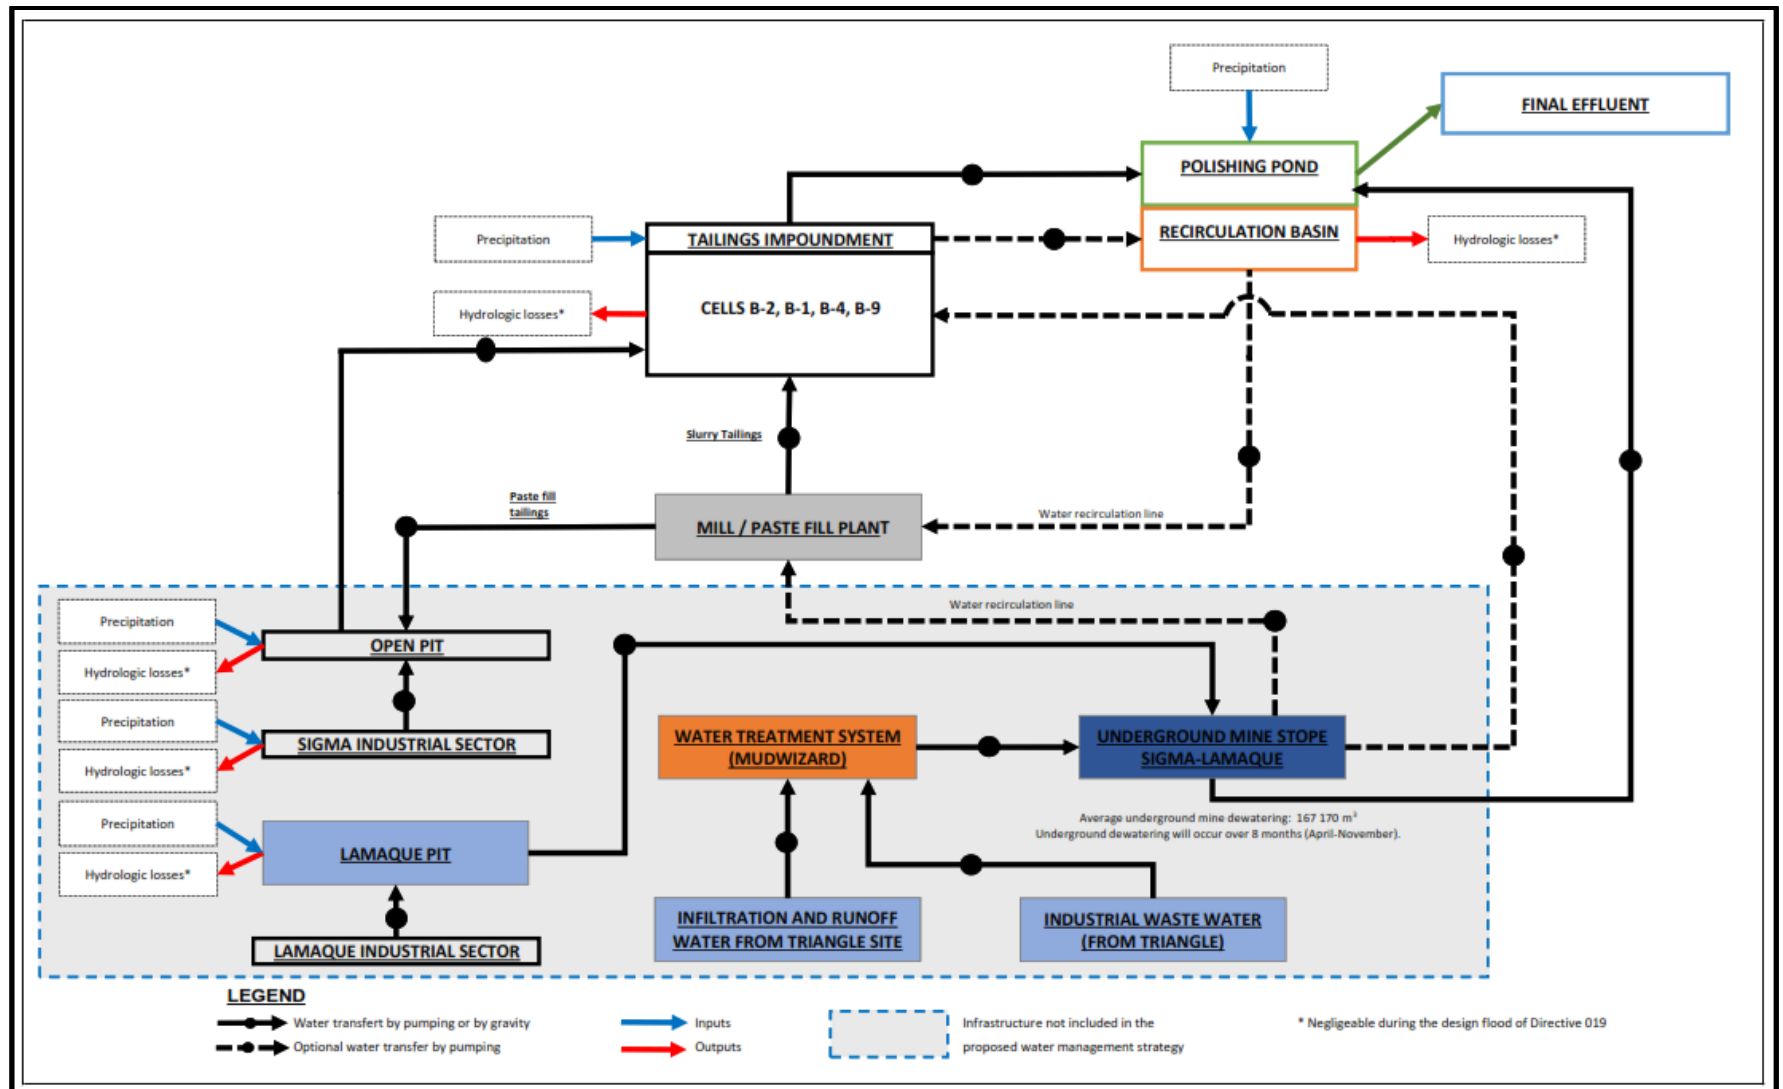 Precipitation
FINAL EFFLUENT
POLISHING POND
Precipitation
TAILINGS IMPOUNDMENT
RECIRCULATION BASIN
Hydrologic losses*
Hydrologic losses*
CELLS B-2, B-1, B-4, B-9
Slurry Tailings
Paste fill
tailings
MILL / PASTE FILL PLANT
Water recirculation line
Water recirculation line
Precipitation
OPEN PIT
Hydrologic losses*
Precipitation
SIGMA INDUSTRIAL SECTOR
Hydrologic losses*
WATER TREATMENT SYSTEM
(MUDWIZARD)
UNDERGROUND MINE STOPE
SIGMA-LAMAQUE
Average underground mine dewatering: 167 170 m³
Underground dewatering will occur over 8 months (April-November).
Precipitation
LAMAQUE PIT
Hydrologic losses*
LAMAQUE INDUSTRIAL SECTOR
INFILTRATION AND RUNOFF
WATER FROM TRIANGLE SITE
INDUSTRIAL WASTE WATER
(FROM TRIANGLE)
LEGEND
Water transfert by pumping or by gravity
Optional water transfer by pumping
Inputs
Outputs
Infrastructure not included in the
proposed water management strategy
* Negligeable during the design flood of Directive 019